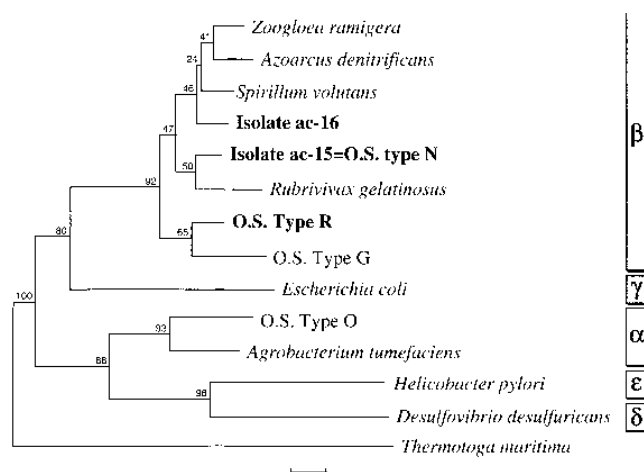 Zoogloea ramigera
41
Azoarcus denitrificans
24
Spirillum volutans
46
Isolate ac-16
β
47
Isolate ac-15=O.S. type N
50
Rubrivivax gelatinosus
92
O.S. Type R
65
O.S. Type G
80
Escherichia coli
γ
100
O.S. Type O
93
α
Agrobacterium tumefaciens
88
Helicobacter pylori
ε
98
Desulfovibrio desulfuricans
δ
Thermotoga maritima